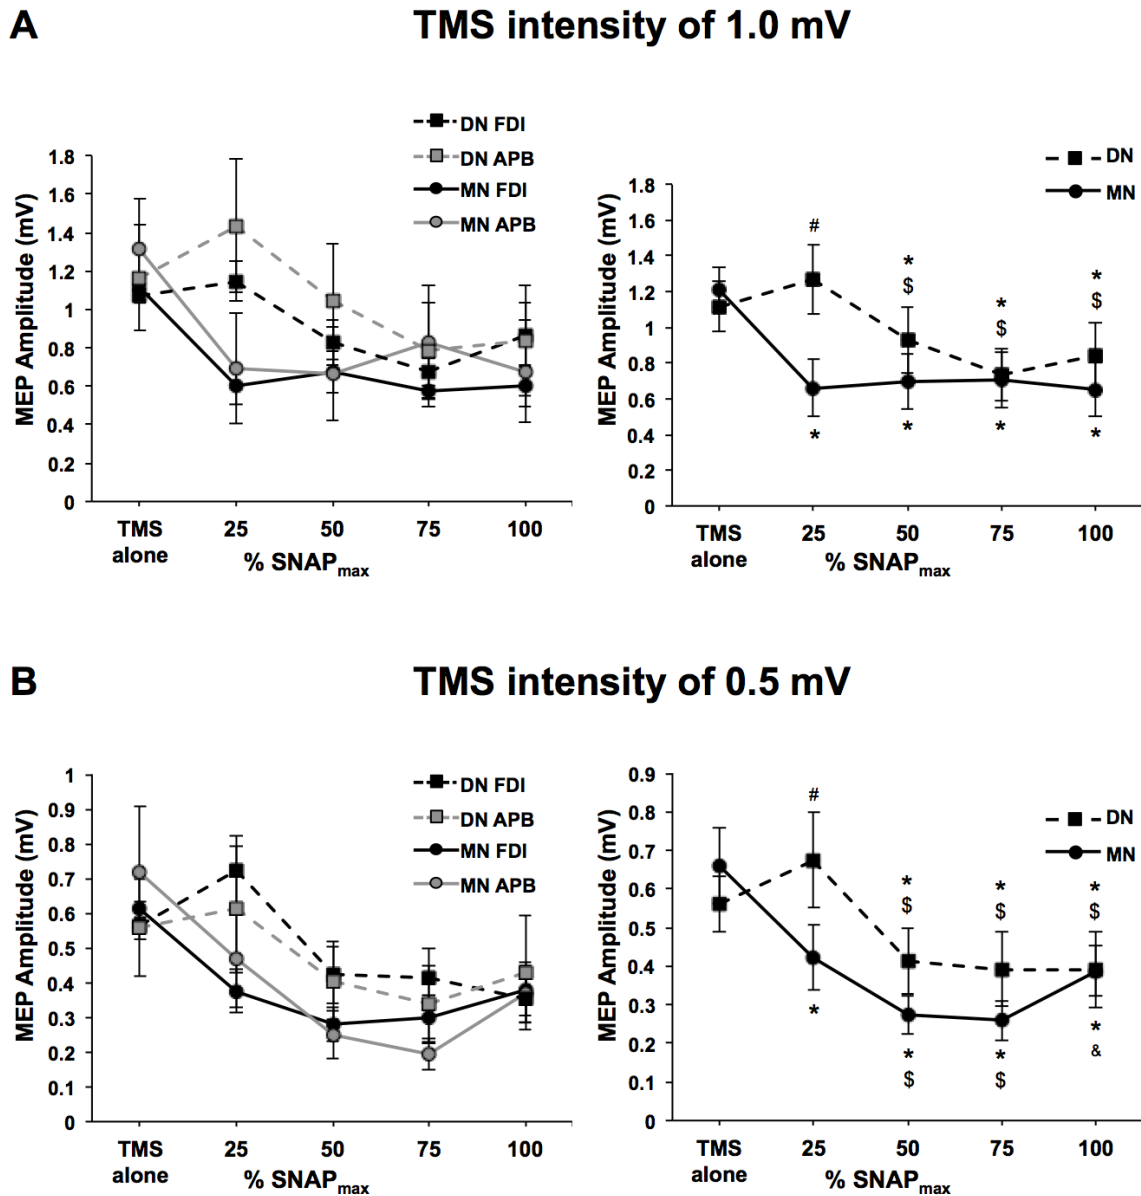 A
TMS intensity of 1.0 mV
DN FDI
DN APB
MN FDI
MN APB
MEP Amplitude (mV)
1.8
1.6
1.4
1.2
1
0.8
0.6
0.4
0.2
0
TMS alone
25
50
75
100
% SNAPmax
DN
MN
MEP Amplitude (mV)
1.8
1.6
1.4
1.2
1
0.8
0.6
0.4
0.2
0
#
*
$
*
$
*
$
*
*
*
*
TMS alone
25
50
75
100
% SNAPmax
B
TMS intensity of 0.5 mV
DN FDI
DN APB
MN FDI
MN APB
MEP Amplitude (mV)
1
0.9
0.8
0.7
0.6
0.5
0.4
0.3
0.2
0.1
0
TMS alone
25
50
75
100
% SNAPmax
DN
MN
MEP Amplitude (mV)
0.9
0.8
0.7
0.6
0.5
0.4
0.3
0.2
0.1
0
#
*
$
*
$
*
$
*
*
$
*
$
*
&
TMS alone
25
50
75
100
% SNAPmax